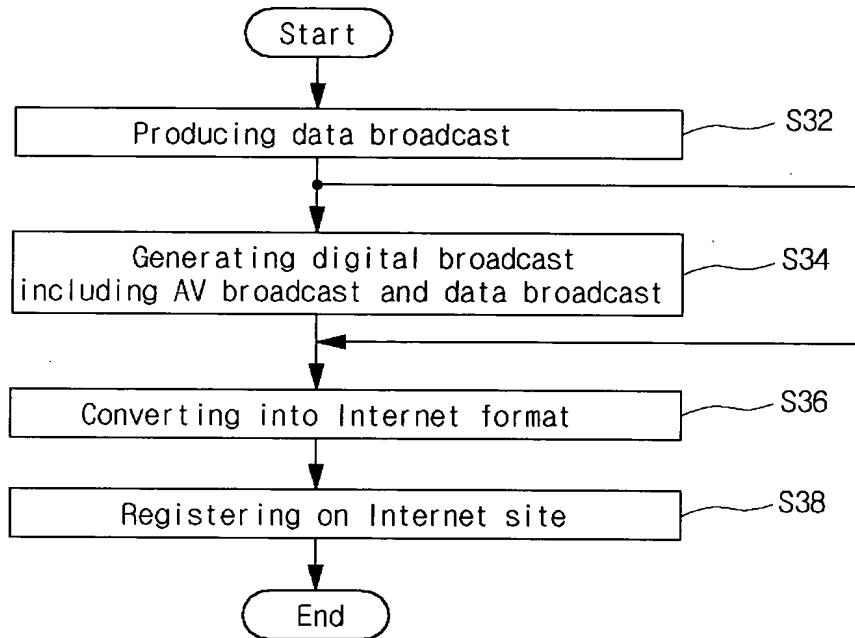 Start
Producing data broadcast
S32
Generating digital broadcast
including AV broadcast and data broadcast
S34
Converting into Internet format
S36
Registering on Internet site
S38
End